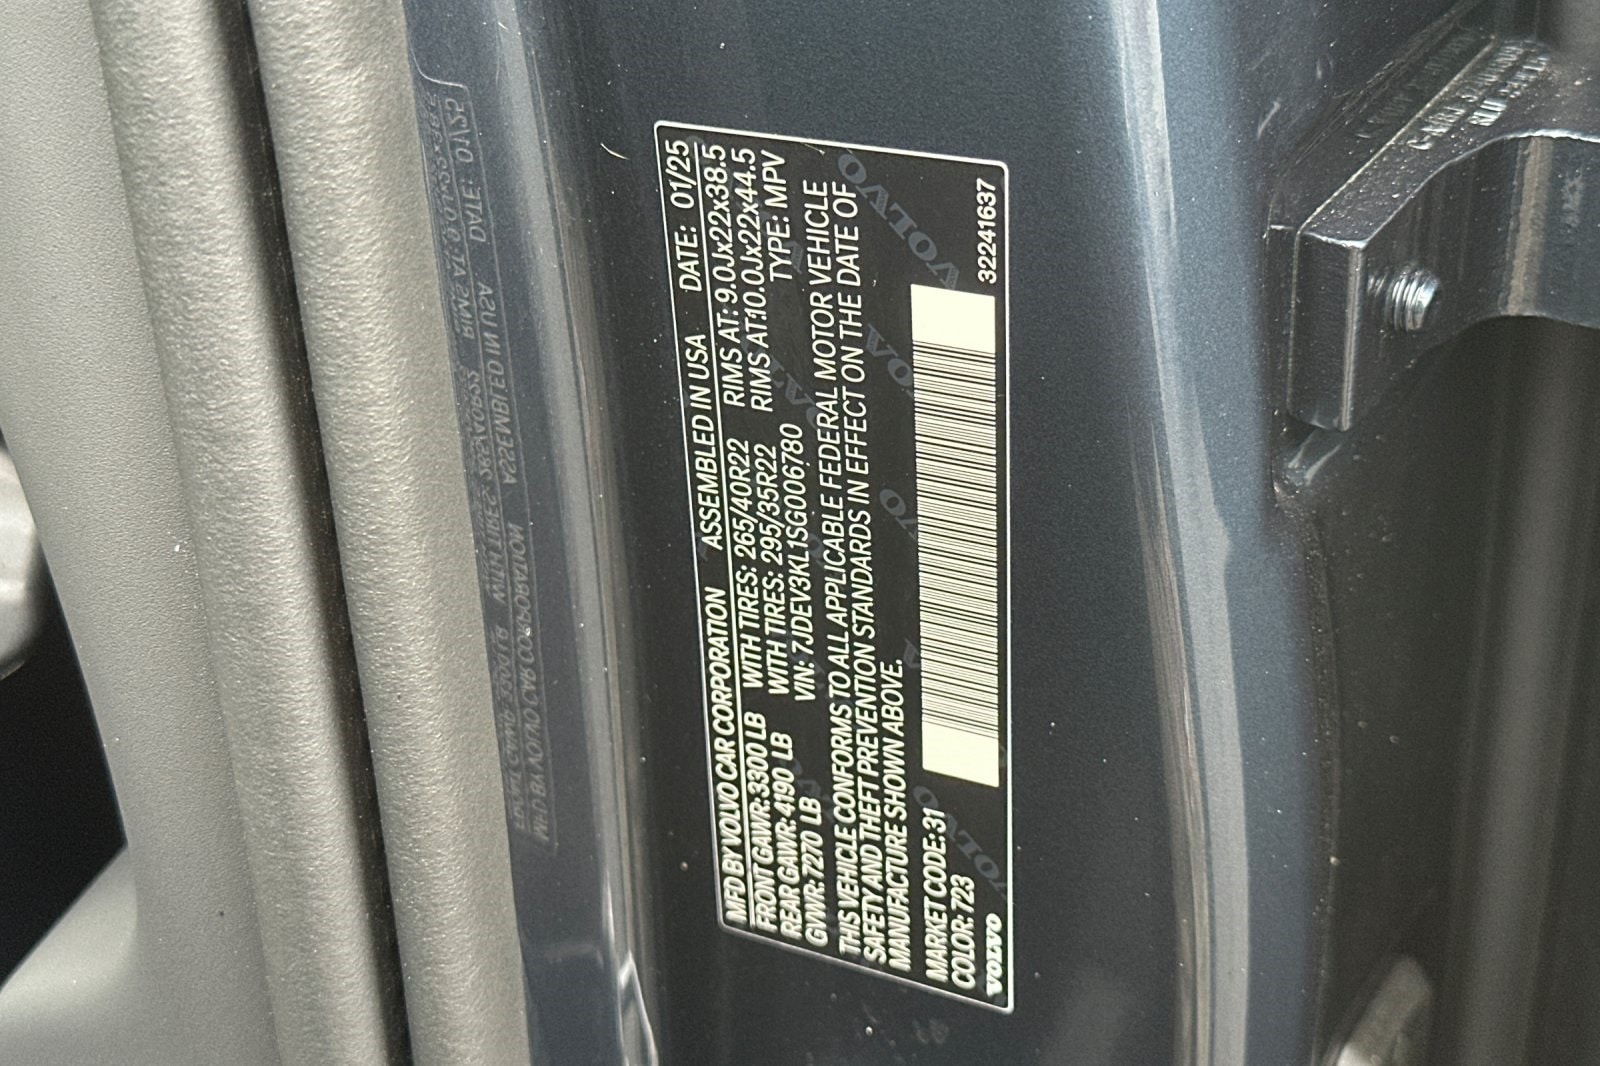 MFD BY VOLVO CAR CORPORATION ASSEMBLED IN USA DATE: 01/25
FRONT GAWR:3300 LB WITH TIRES: 265/40R22 RIMS AT: 9.0Jx22x38.5
REAR GAWR: 4190 LB WITH TIRES: 295/35R22 RIMS AT:10.0Jx22x44.5
GVWR: 7270 LB VIN: 7JDEV3KL1SG006780 TYPE: MPV
THIS VEHICLE CONFORMS TO ALL APPLICABLE FEDERAL MOTOR VEHICLE
SAFETY AND THEFT PREVENTION STANDARDS IN EFFECT ON THE DATE OF
MANUFACTURE SHOWN ABOVE.
MARKET CODE: 31
COLOR: 723
VOLVO
32241637